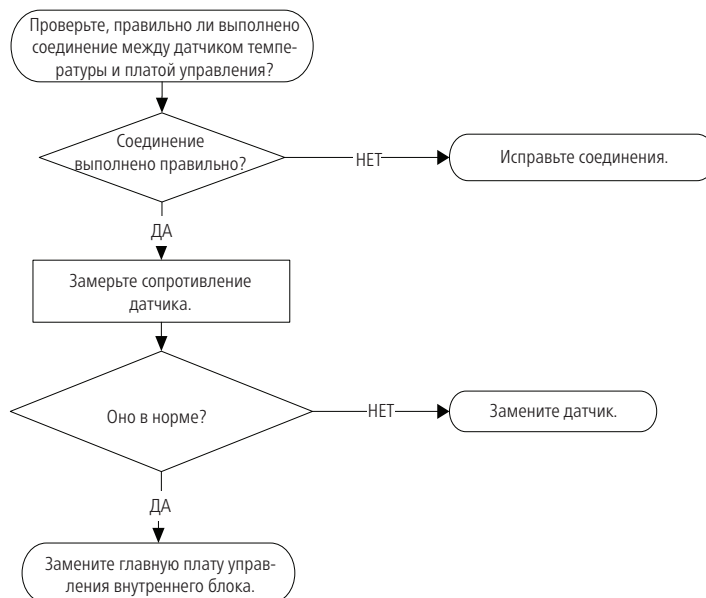 Проверьте, правильно ли выполнено
соединение между датчиком темпе-
ратуры и платой управления?
Соединение
выполнено правильно?
НЕТ
Исправьте соединения.
ДА
Замерьте сопротивление
датчика.
Оно в норме?
НЕТ
Замените датчик.
ДА
Замените главную плату управ-
ления внутреннего блока.